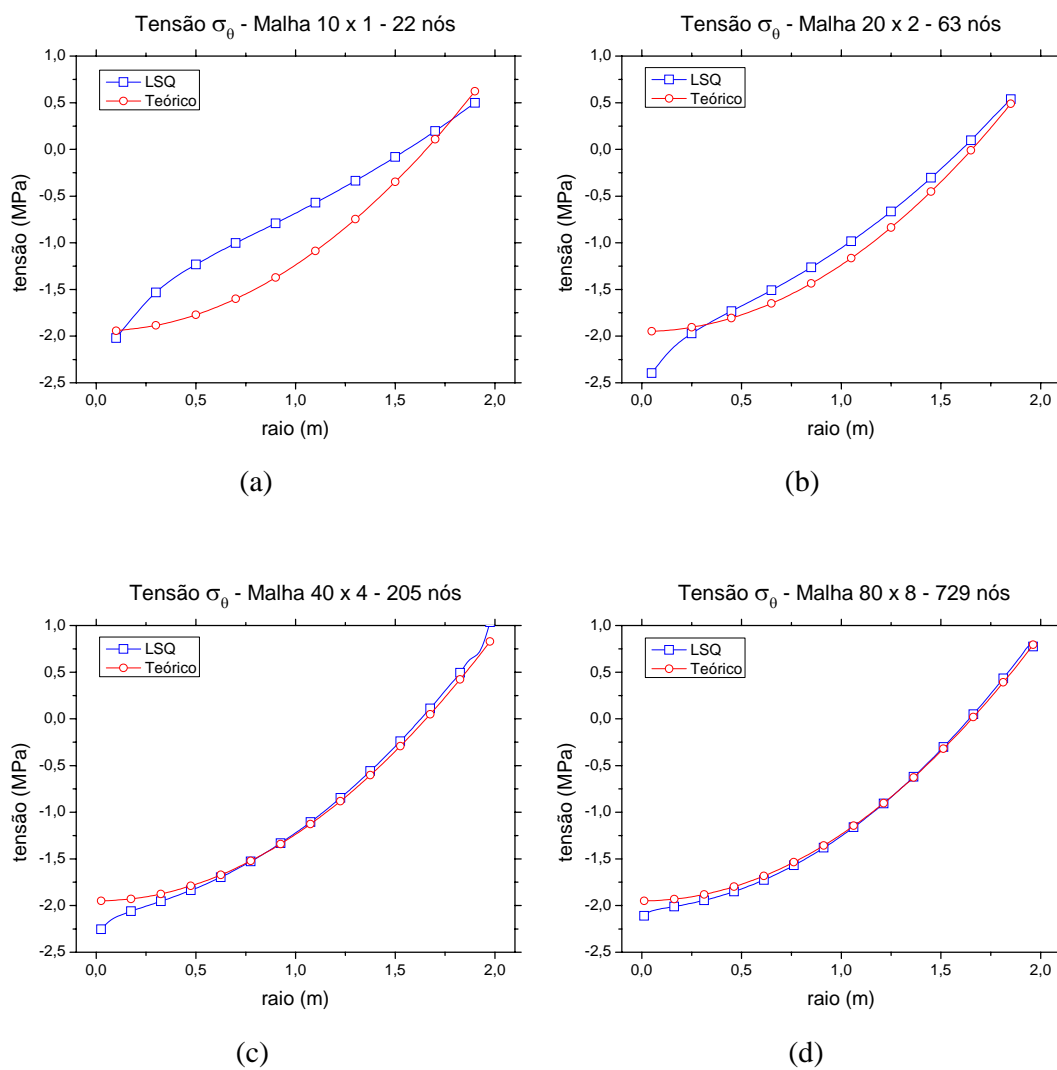 Tensão σθ - Malha 10 x 1 - 22 nós
1,0
0,5
0,0
-0,5
-1,0
-1,5
-2,0
-2,5
tensão (MPa)
LSQ
Teórico
0,0 0,5 1,0 1,5 2,0
raio (m)
(a)
Tensão σθ - Malha 20 x 2 - 63 nós
1,0
0,5
0,0
-0,5
-1,0
-1,5
-2,0
-2,5
tensão (MPa)
LSQ
Teórico
0,0 0,5 1,0 1,5 2,0
raio (m)
(b)
Tensão σθ - Malha 40 x 4 - 205 nós
1,0
0,5
0,0
-0,5
-1,0
-1,5
-2,0
-2,5
tensão (MPa)
LSQ
Teórico
0,0 0,5 1,0 1,5 2,0
raio (m)
(c)
Tensão σθ - Malha 80 x 8 - 729 nós
1,0
0,5
0,0
-0,5
-1,0
-1,5
-2,0
-2,5
tensão (MPa)
LSQ
Teórico
0,0 0,5 1,0 1,5 2,0
raio (m)
(d)